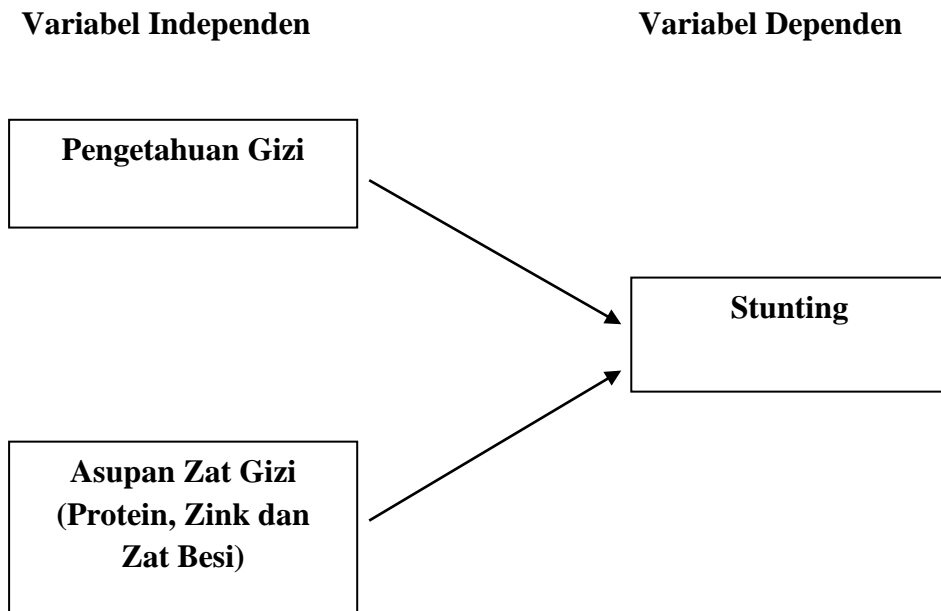 Variabel Independen
Variabel Dependen
Pengetahuan Gizi
Stunting
Asupan Zat Gizi
(Protein, Zink dan
Zat Besi)